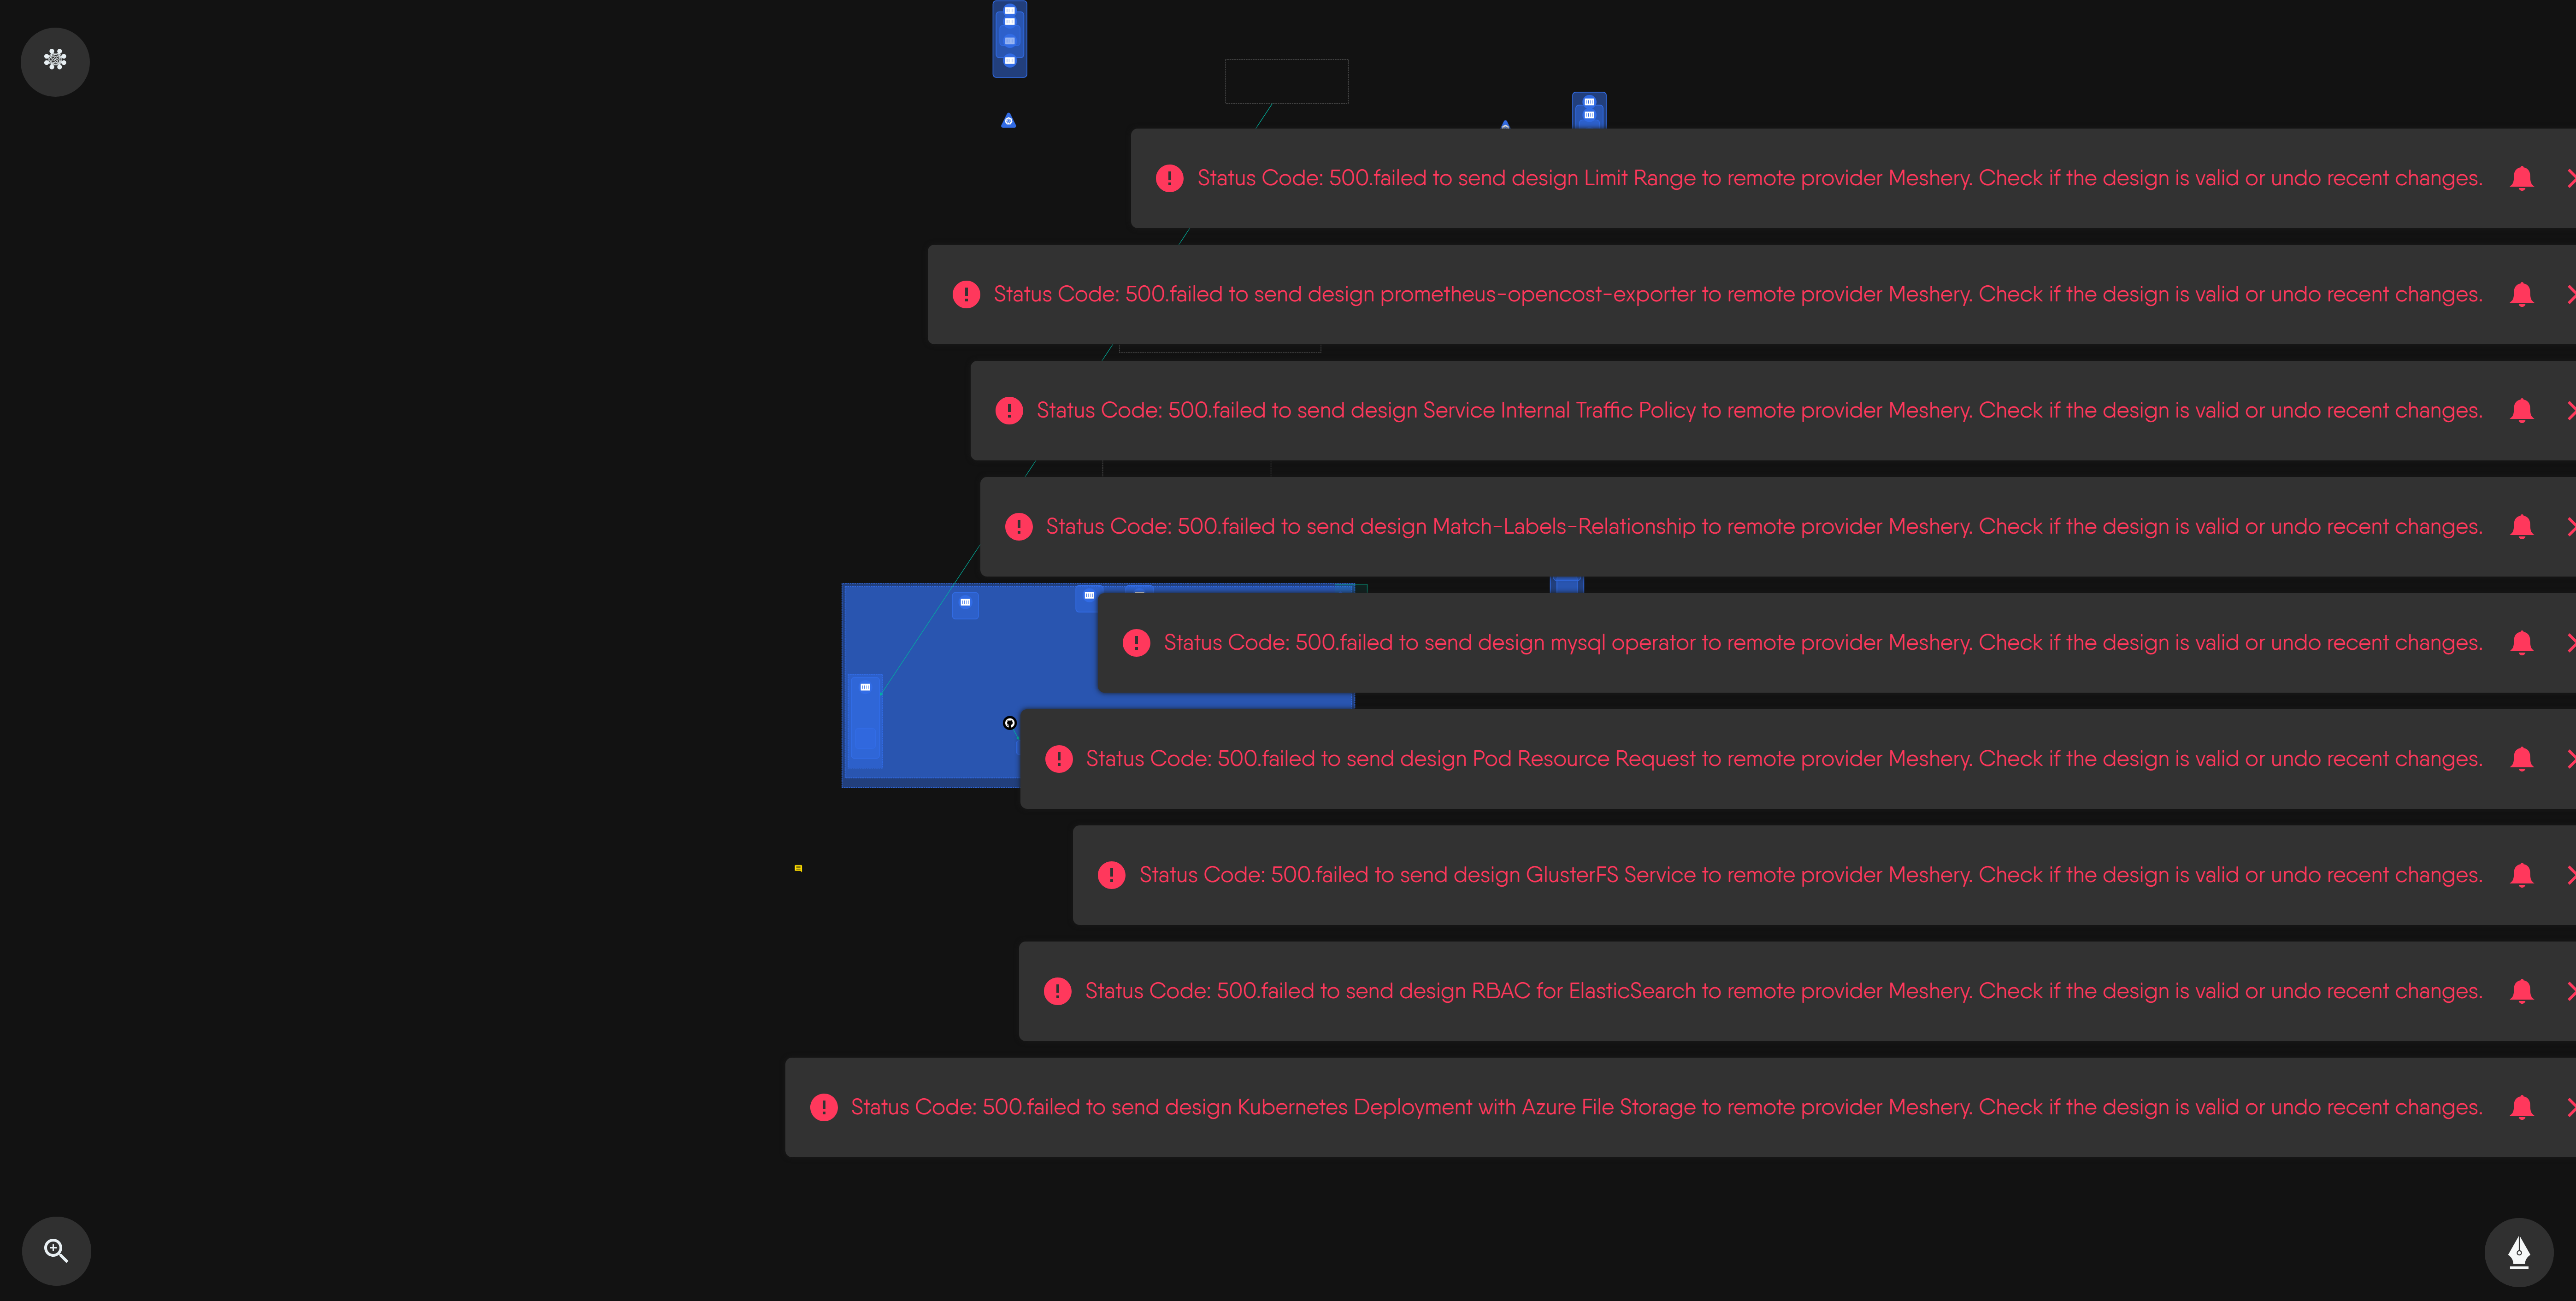 Status Code: 500.failed to send design Limit Range to remote provider Meshery. Check if the design is valid or undo recent changes.
Status Code: 500.failed to send design prometheus-opencost-exporter to remote provider Meshery. Check if the design is valid or undo recent changes.
Status Code: 500.failed to send design Service Internal Traffic Policy to remote provider Meshery. Check if the design is valid or undo recent changes.
Status Code: 500.failed to send design Match-Labels-Relationship to remote provider Meshery. Check if the design is valid or undo recent changes.
Status Code: 500.failed to send design mysql operator to remote provider Meshery. Check if the design is valid or undo recent changes.
Status Code: 500.failed to send design Pod Resource Request to remote provider Meshery. Check if the design is valid or undo recent changes.
Status Code: 500.failed to send design GlusterFS Service to remote provider Meshery. Check if the design is valid or undo recent changes.
Status Code: 500.failed to send design RBAC for ElasticSearch to remote provider Meshery. Check if the design is valid or undo recent changes.
Status Code: 500.failed to send design Kubernetes Deployment with Azure File Storage to remote provider Meshery. Check if the design is valid or undo recent changes.